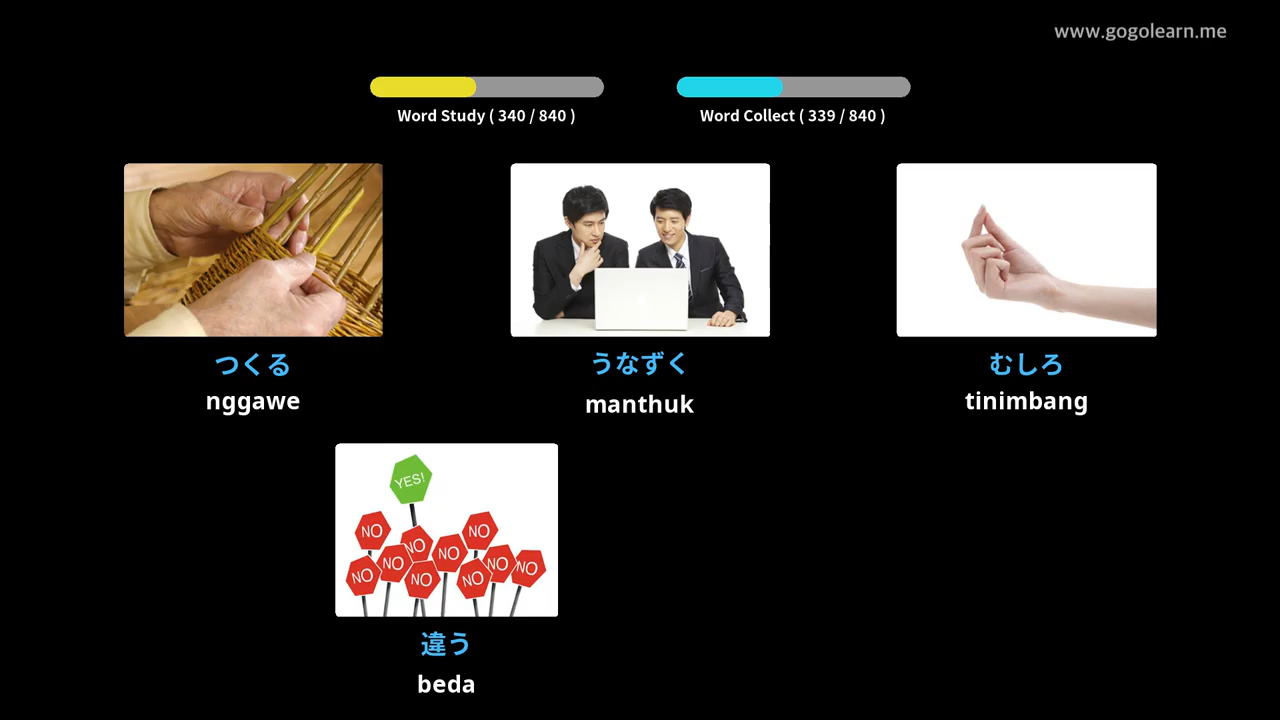 www.gogolearn.me
Word Study ( 340 / 840 )
Word Collect ( 339 / 840 )
つくる
nggawe
うなずく
manthuk
むしろ
tinimbang
YES!
NO
NO
NO
NO
NO
NO
NO
NO
NO
NO
違う
beda